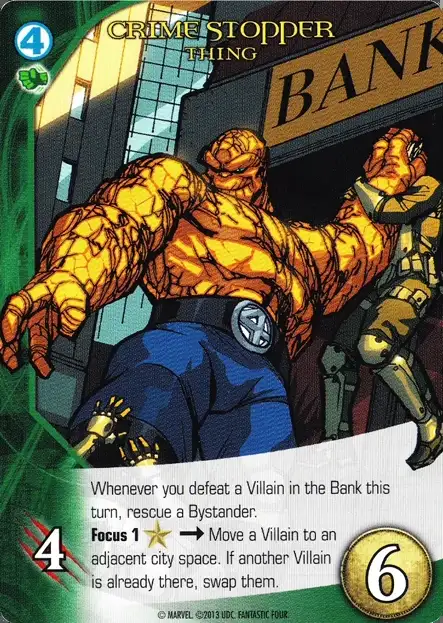 CRIME STOPPER
THING
4
BANK
4
Whenever you defeat a Villain in the Bank this
turn, rescue a Bystander.
Focus 1 → Move a Villain to an
adjacent city space. If another Villain
is already there, swap them.
4
6
© MARVEL. ©2013 UDC. FANTASTIC FOUR